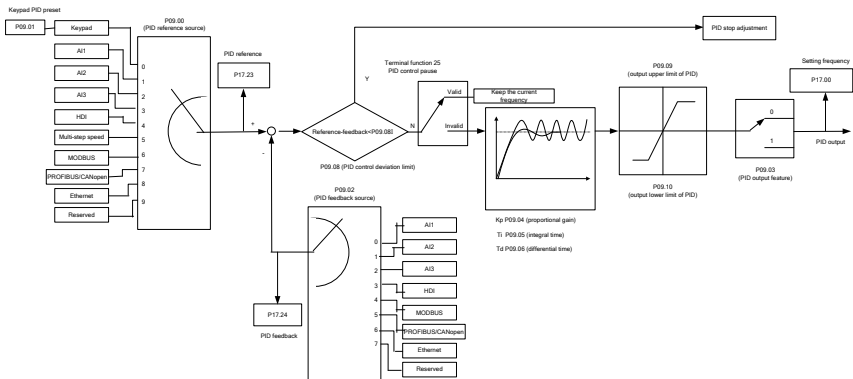 Keypad PID preset
P09.01
Keypad
AI1
AI2
AI3
HDI
Multi-step speed
MODBUS
PROFIBUS/CANopen
Ethernet
Reserved
P09.00
(PID reference source)
0
1
2
3
4
5
6
7
8
9
PID reference
P17.23
+
-
Reference-feedback<P09.08
Y
N
P09.08 (PID control deviation limit)
Terminal function 25
PID control pause
Valid
Invalid
Keep the current
frequency
PID stop adjustment
Kp P09.04 (proportional gain)
Ti P09.05 (integral time)
Td P09.06 (differential time)
P09.09
(output upper limit of PID)
P09.10
(output lower limit of PID)
0
1
P09.03
(PID output feature)
Setting frequency
P17.00
PID output
P09.02
(PID feedback source)
0
1
2
3
4
5
6
7
AI1
AI2
AI3
HDI
MODBUS
PROFIBUS/CANopen
Ethernet
Reserved
P17.24
PID feedback